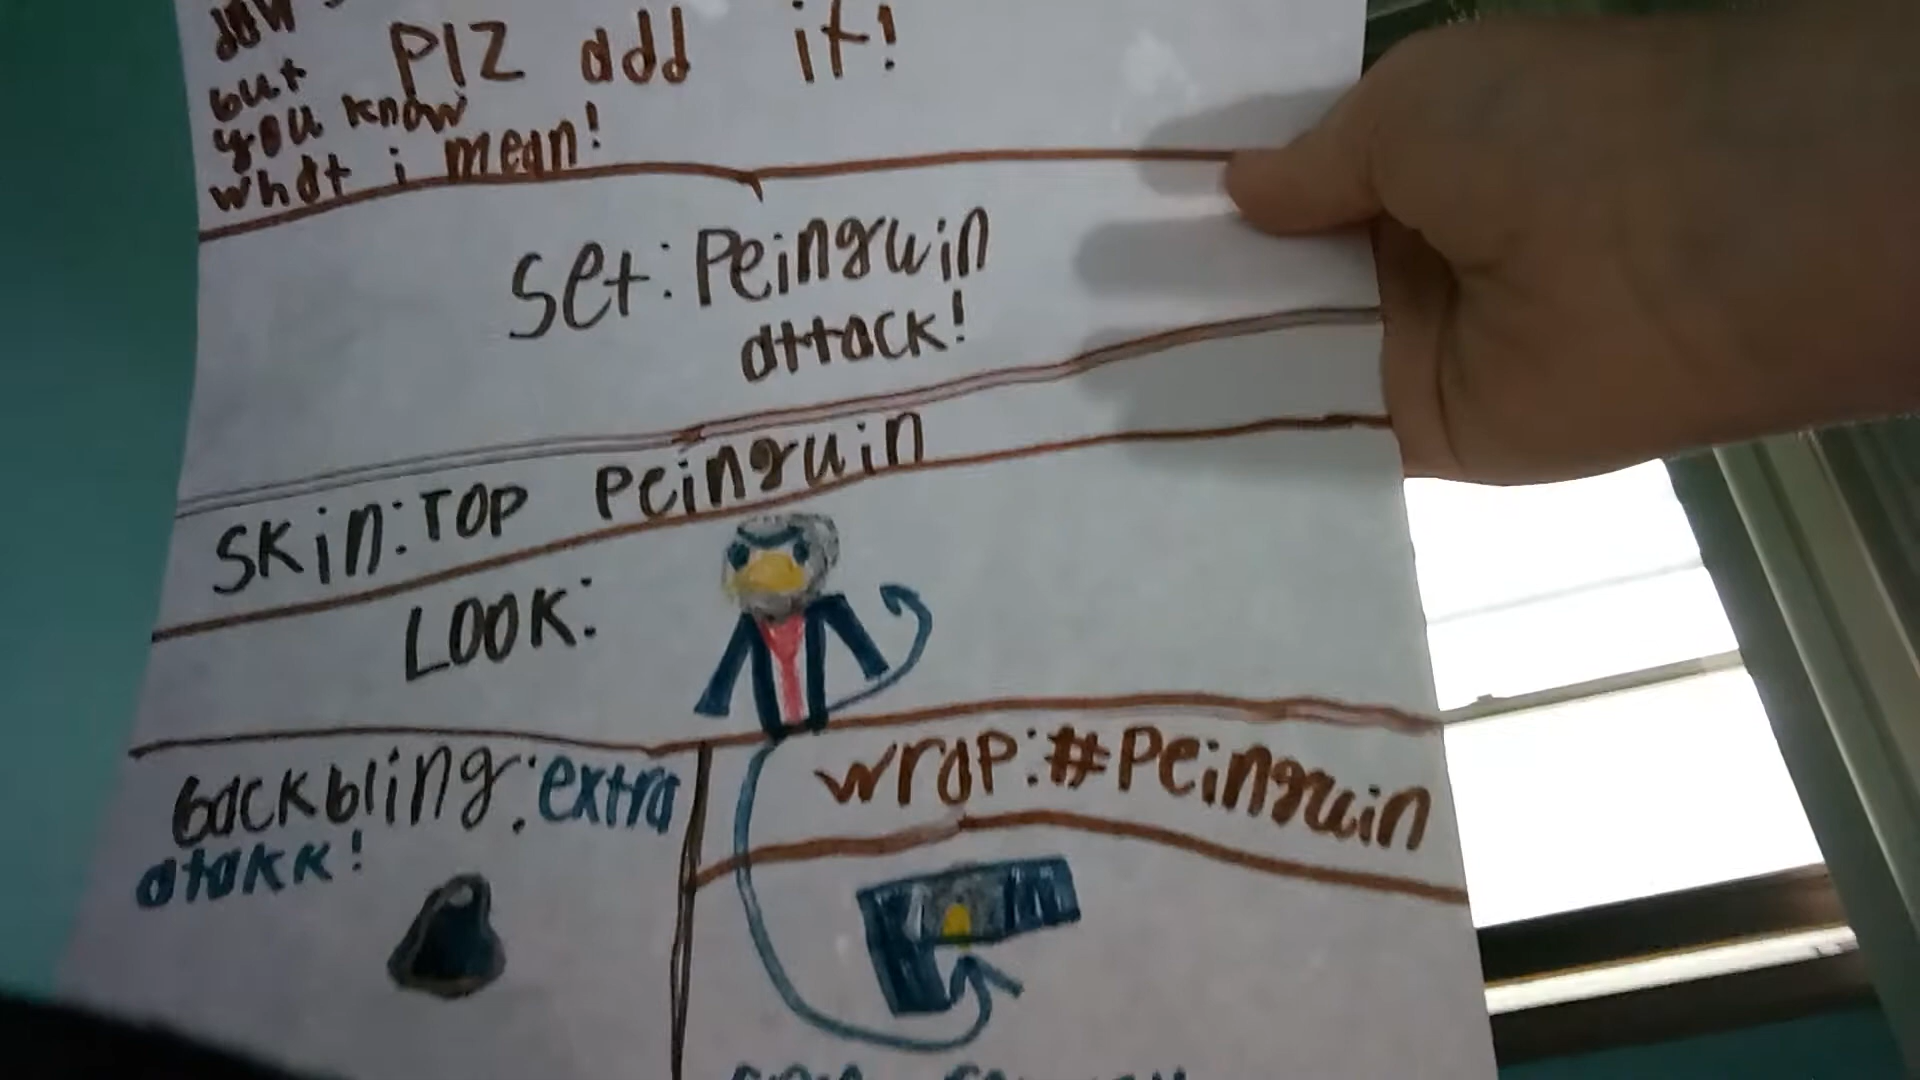 but
PlZ add it!
you know
what i mean!
Set: Peinguin
attack!
Skin: TOP Peinguin
LOOK:
backbling: extra
atakk!
wrap: #Peinguin